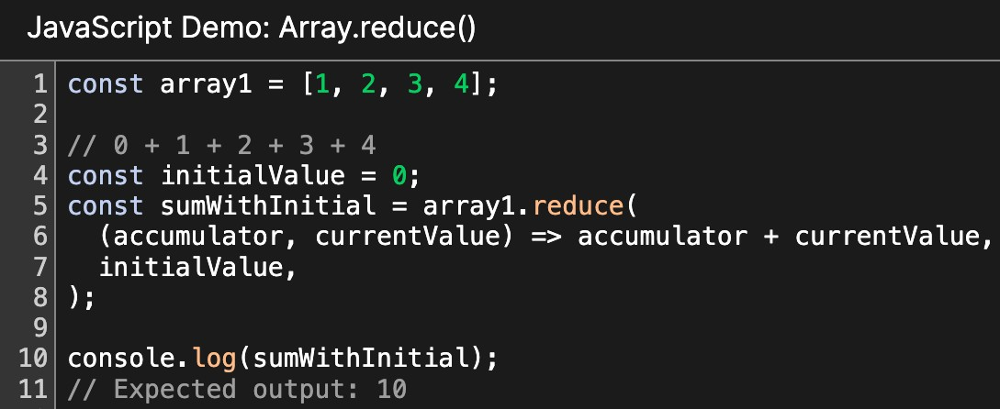 JavaScript Demo: Array.reduce()
1 const array1 = [1, 2, 3, 4];
2
3 // 0 + 1 + 2 + 3 + 4
4 const initialValue = 0;
5 const sumWithInitial = array1.reduce(
6   (accumulator, currentValue) => accumulator + currentValue,
7   initialValue,
8 );
9
10 console.log(sumWithInitial);
11 // Expected output: 10